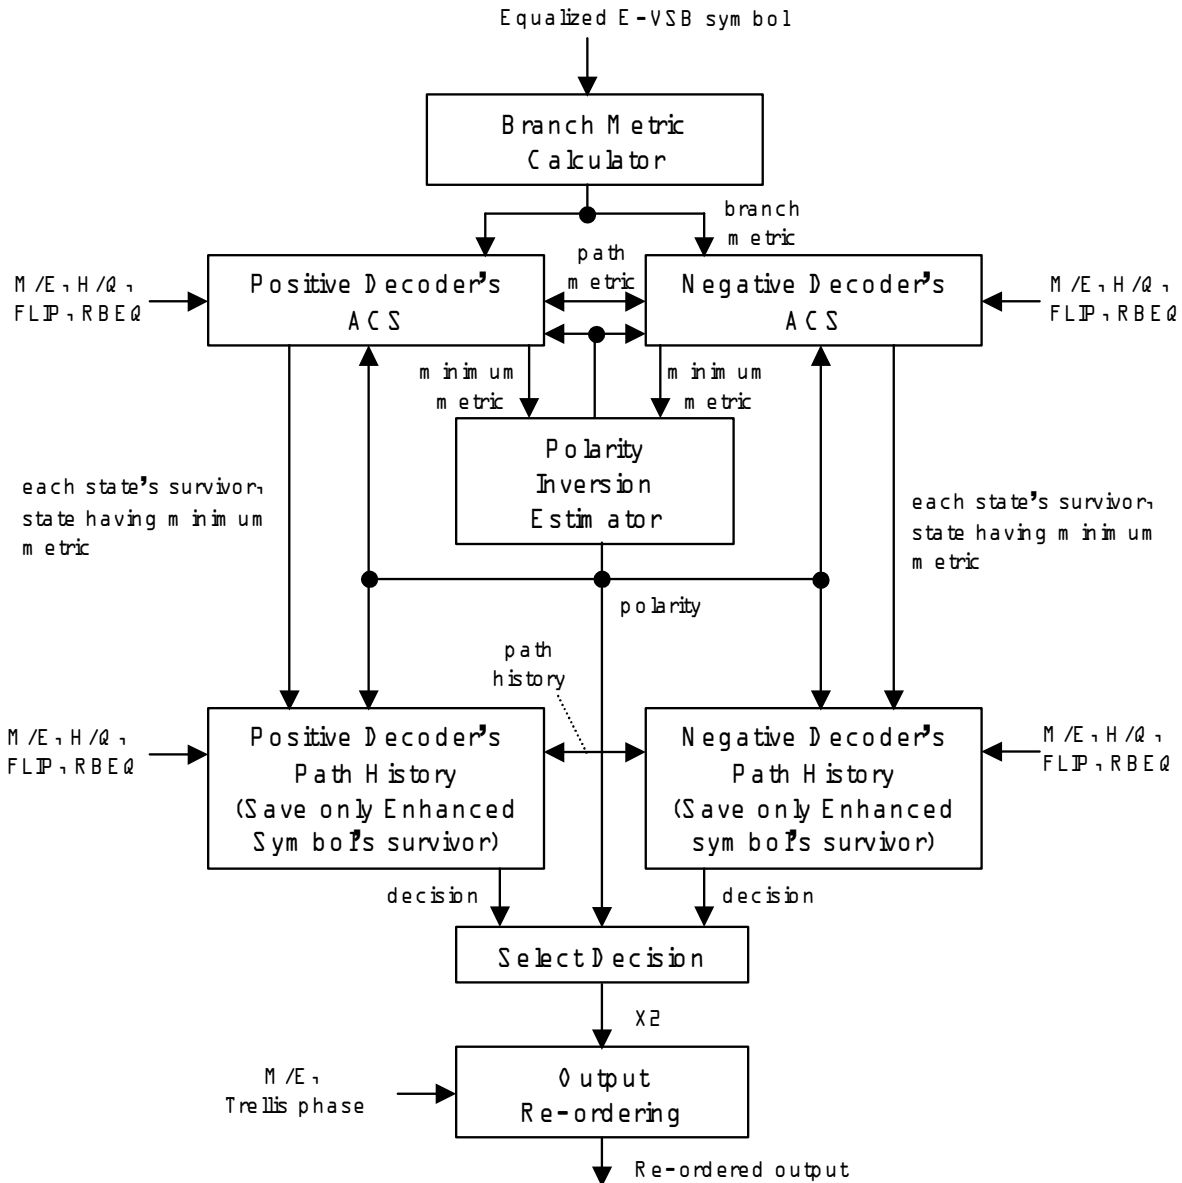 Equalized E-VSB symbol
Branch Metric
Calculator
branch
metric
path
metric
Positive Decoder's
ACS
Negative Decoder's
ACS
M/E, H/Q,
FLIP, RBEQ
M/E, H/Q,
FLIP, RBEQ
minimum
metric
minimum
metric
Polarity
Inversion
Estimator
each state's survivor,
state having minimum
metric
each state's survivor,
state having minimum
metric
polarity
path
history
M/E, H/Q,
FLIP, RBEQ
Positive Decoder's
Path History
(Save only Enhanced
Symbol's survivor)
Negative Decoder's
Path History
(Save only Enhanced
symbol's survivor)
M/E, H/Q,
FLIP, RBEQ
decision
decision
Select Decision
X2
M/E,
Trellis phase
Output
Re-ordering
Re-ordered output